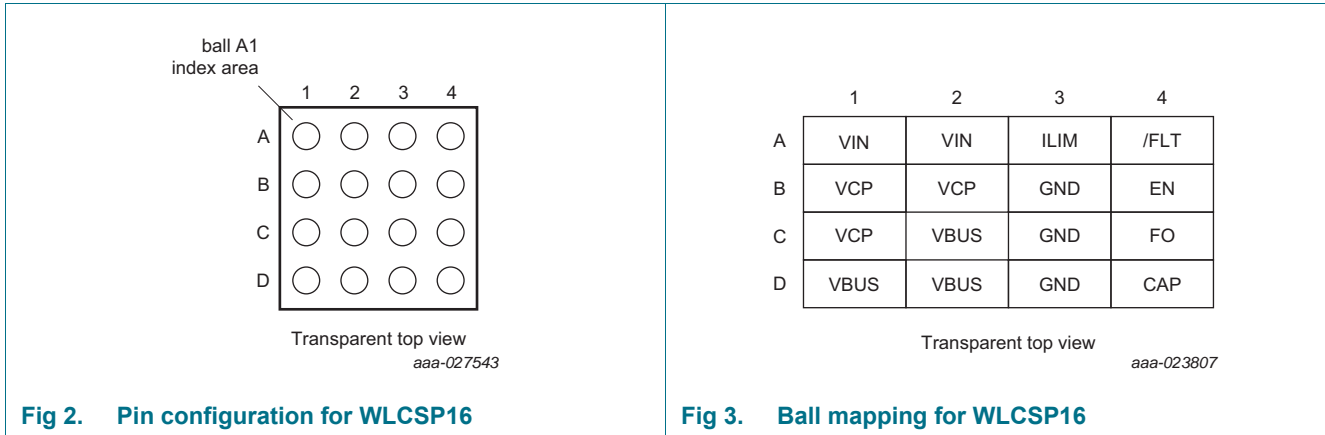 ball A1
index area
1 2 3 4
A
B
C
D
Transparent top view
aaa-027543
Fig 2. Pin configuration for WLCSP16
1 2 3 4
A VIN VIN ILIM /FLT
B VCP VCP GND EN
C VCP VBUS GND FO
D VBUS VBUS GND CAP
Transparent top view
aaa-023807
Fig 3. Ball mapping for WLCSP16